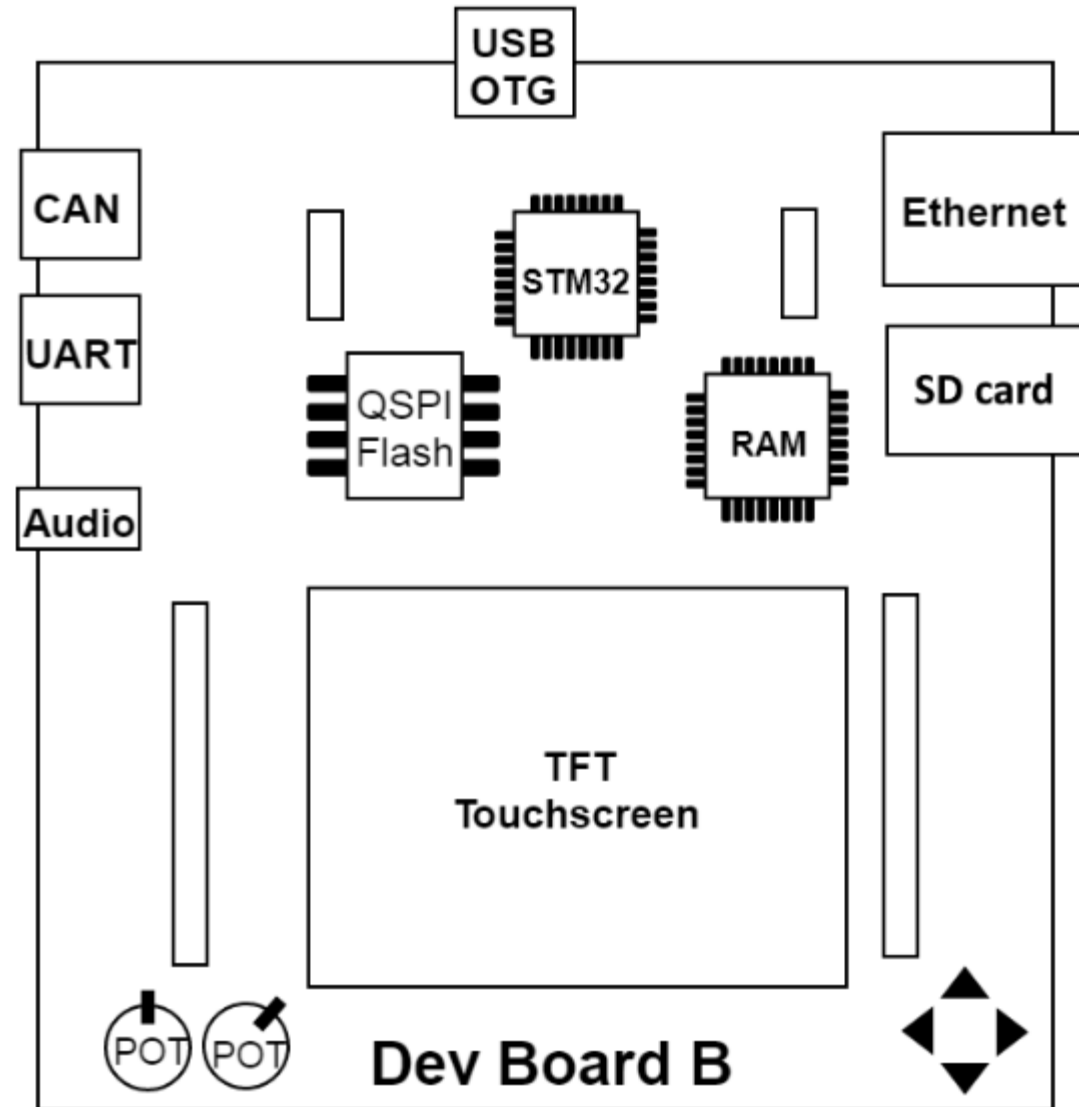 USB
OTG
CAN
Ethernet
STM32
UART
SD card
QSPI
Flash
RAM
Audio
TFT
Touchscreen
POT
POT
Dev Board B